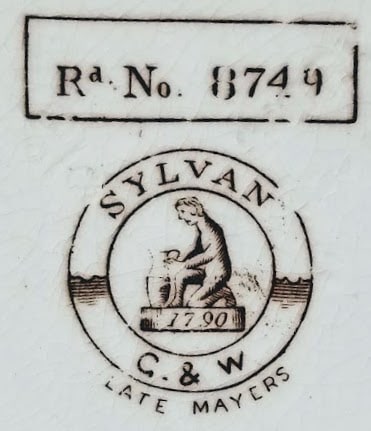 Rd. No. 8749
SYLVAN
1790
G. & W
LATE MAYERS